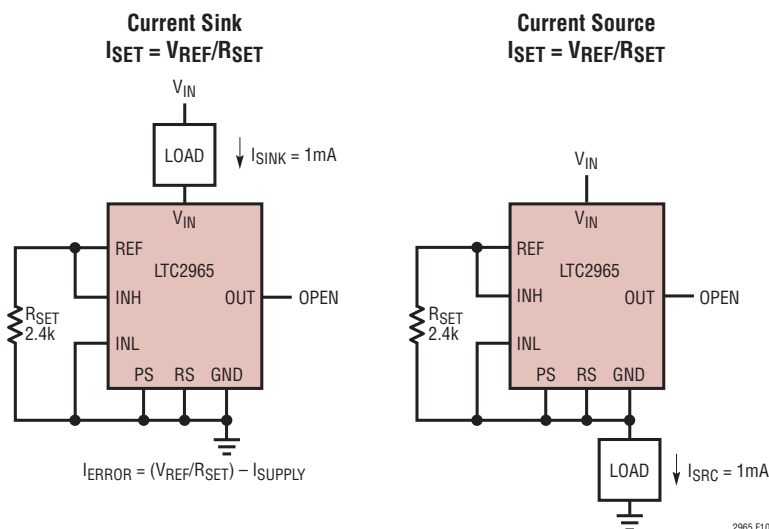 Current Sink
ISET = VREF/RSET
VIN
LOAD
ISINK = 1mA
VIN
REF
LTC2965
INH
OUT
OPEN
RSET
2.4k
INL
PS RS GND
IERROR = (VREF/RSET) – ISUPPLY
Current Source
ISET = VREF/RSET
VIN
VIN
REF
LTC2965
INH
OUT
OPEN
RSET
2.4k
INL
PS RS GND
LOAD
ISRC = 1mA
2965 F10